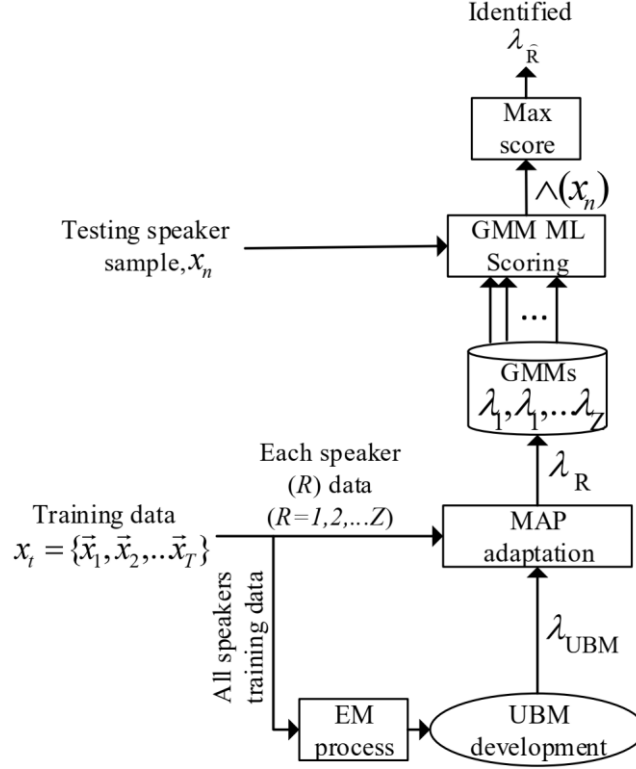 Identified
λ_R̂
Max
score
∧(x_n)
Testing speaker
sample, x_n
GMM ML
Scoring
...
GMMs
λ_1, λ_1, ...λ_Z
λ_R
Each speaker
(R) data
(R=1,2,...Z)
Training data
x_t = {x⃗_1, x⃗_2, ..x⃗_T}
MAP
adaptation
All speakers
training data
λ_UBM
EM
process
UBM
development